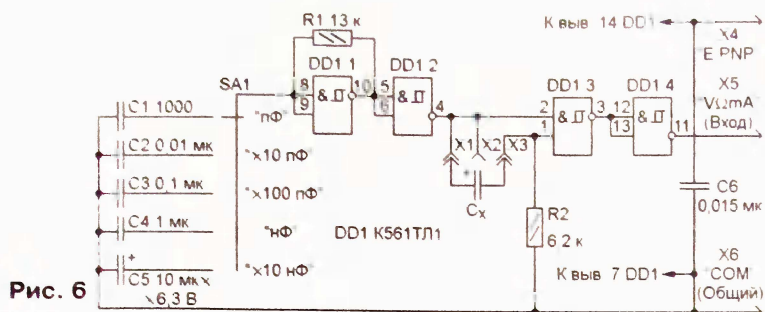 R1 13 к
К выв 14 DD1
X4
E PNP
DD1 1
DD1 2
SA1
8
9
& 
10
5
6
&
4
DD1 3
DD1 4
X5
VΩmA
(Вход)
C1 1000
"пФ"
2
1
&
3
12
13
&
11
C2 0,01 мк
"x10 пФ"
X1
X2
X3
C3 0,1 мк
"x100 пФ"
Cx
C6
0,015 мк
C4 1 мк
"нФ"
DD1 К561ТЛ1
R2
6 2 к
+
C5 10 мк x
x6,3 В
"x10 нФ"
К выв 7 DD1
X6
"COM"
(Общий)
Рис. 6